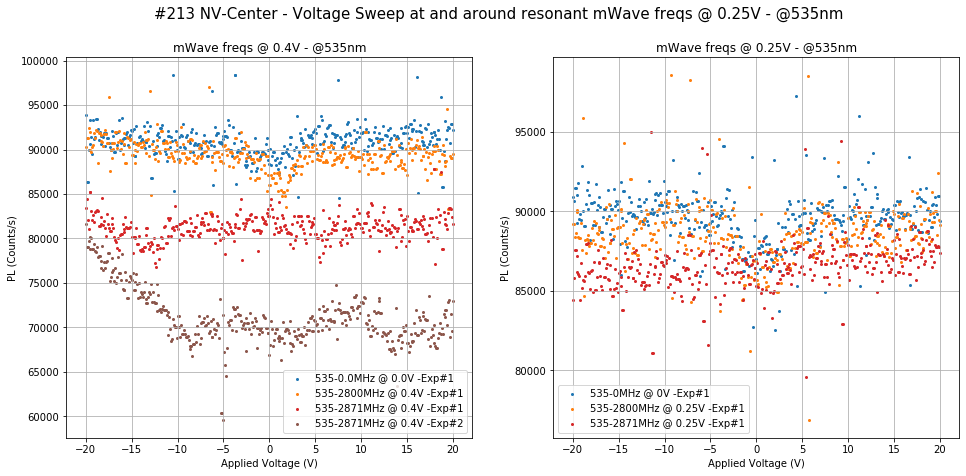 #213 NV-Center - Voltage Sweep at and around resonant mWave freqs @ 0.25V - @535nm
mWave freqs @ 0.4V - @535nm
100000
95000
90000
85000
80000
75000
70000
65000
60000
PL (Counts/s)
535-0.0MHz @ 0.0V -Exp#1
535-2800MHz @ 0.4V -Exp#1
535-2871MHz @ 0.4V -Exp#1
535-2871MHz @ 0.4V -Exp#2
−20 −15 −10 −5 0 5 10 15 20
Applied Voltage (V)
mWave freqs @ 0.25V - @535nm
95000
90000
85000
80000
PL (Counts/s)
535-0MHz @ 0V -Exp#1
535-2800MHz @ 0.25V -Exp#1
535-2871MHz @ 0.25V -Exp#1
−20 −15 −10 −5 0 5 10 15 20
Applied Voltage (V)